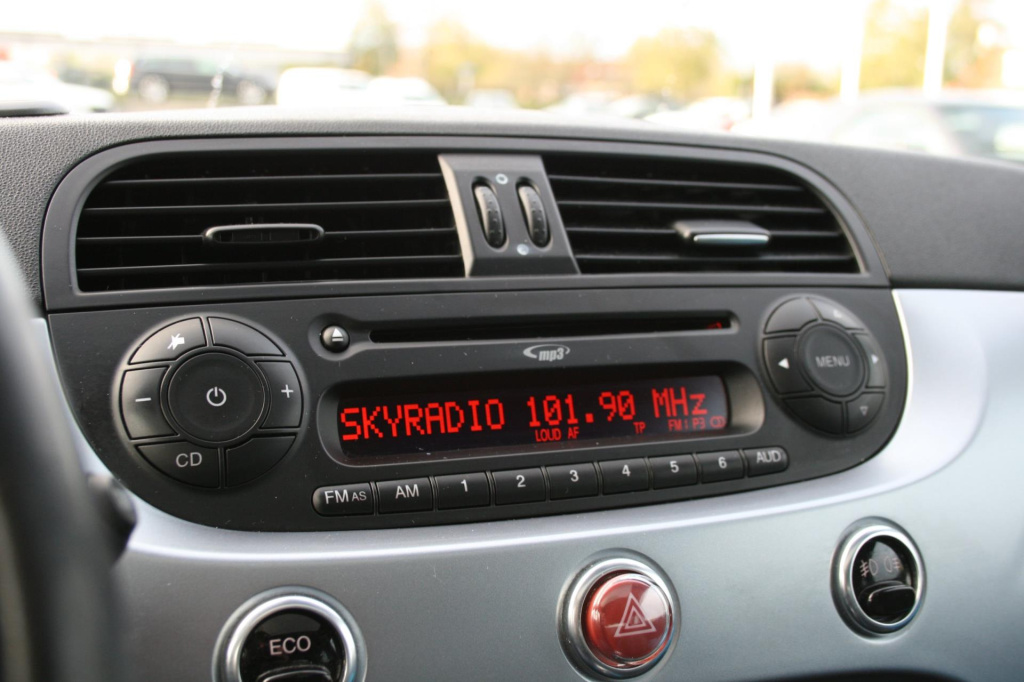 mp3
MENU
SKYRADIO 101.90 MHz
LOUD AF TP FM1 P3 CD
CD
FM AS AM 1 2 3 4 5 6 AUD
ECO